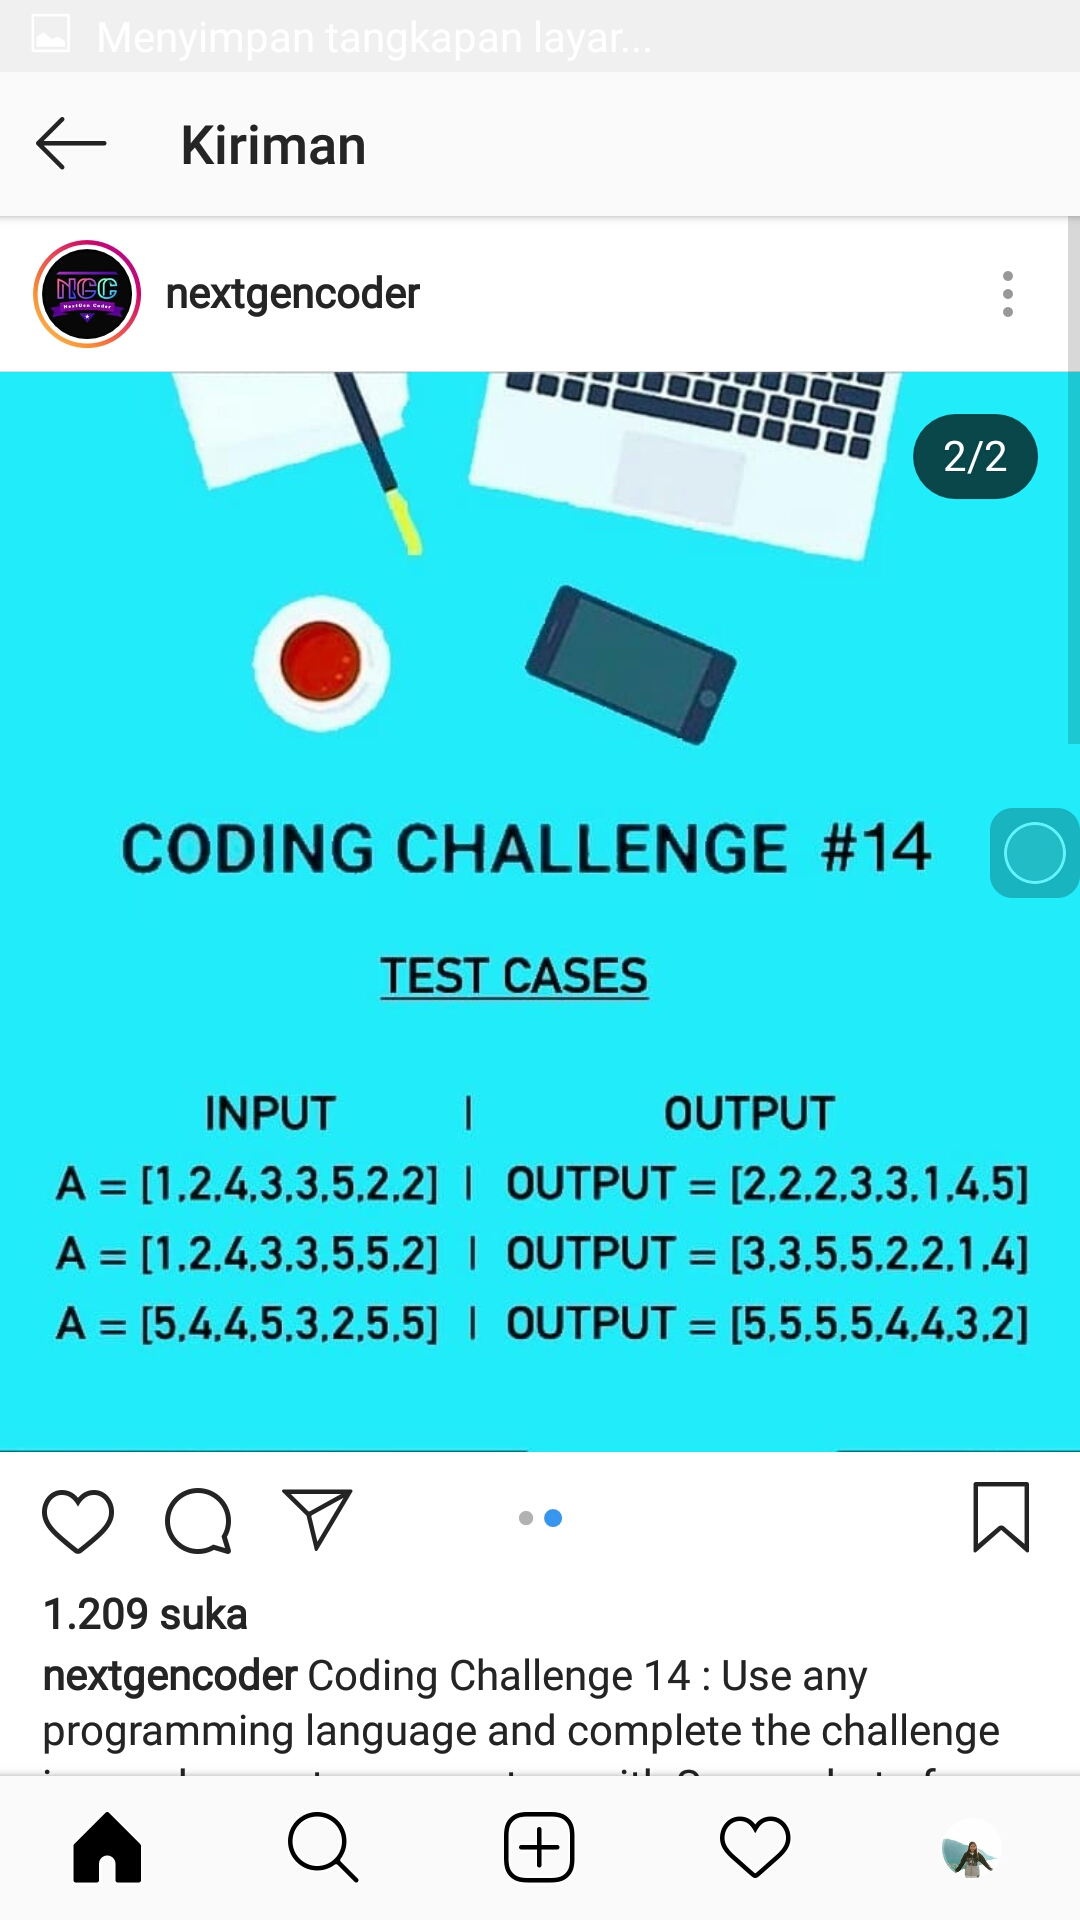 Menyimpan tangkapan layar...
Kiriman
NGC
NextGen Coder
nextgencoder
2/2
CODING CHALLENGE #14
TEST CASES
INPUT | OUTPUT
A = [1,2,4,3,3,5,2,2] | OUTPUT = [2,2,2,3,3,1,4,5]
A = [1,2,4,3,3,5,5,2] | OUTPUT = [3,3,5,5,2,2,1,4]
A = [5,4,4,5,3,2,5,5] | OUTPUT = [5,5,5,5,4,4,3,2]
1.209 suka
nextgencoder Coding Challenge 14 : Use any
programming language and complete the challenge